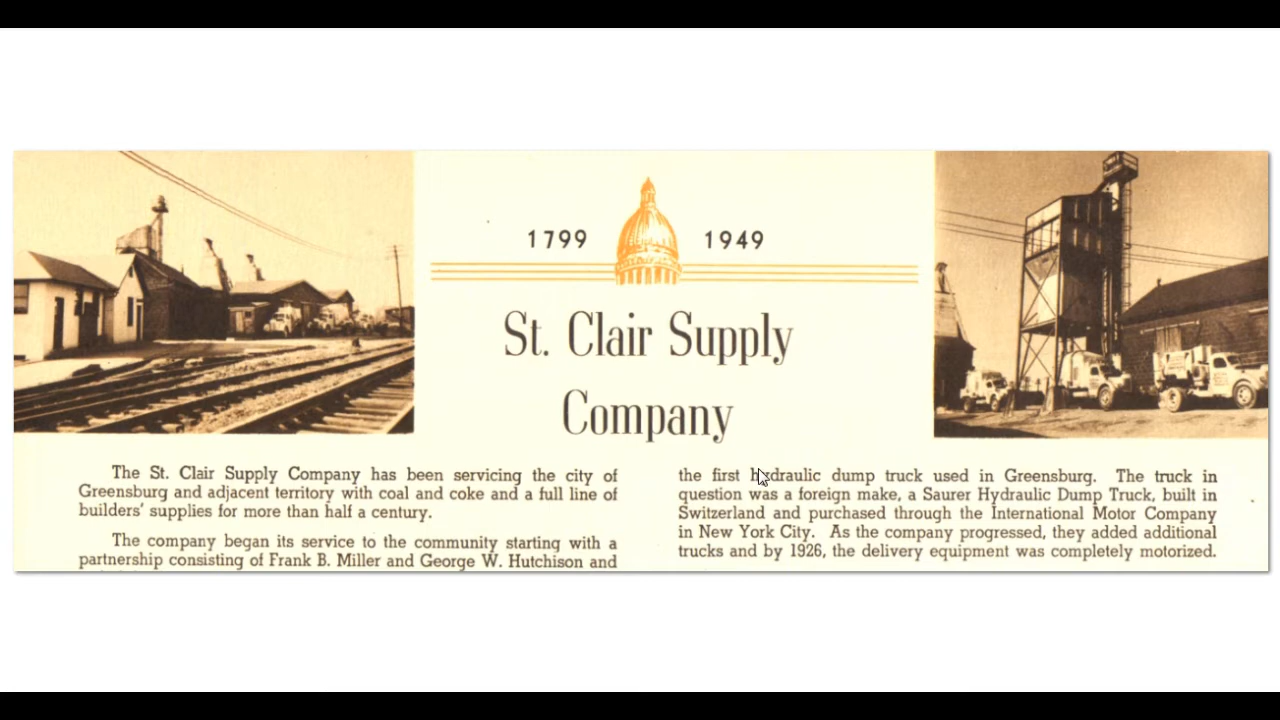 1799 1949
St. Clair Supply
Company
The St. Clair Supply Company has been servicing the city of
Greensburg and adjacent territory with coal and coke and a full line of
builders' supplies for more than half a century.
The company began its service to the community starting with a
partnership consisting of Frank B. Miller and George W. Hutchison and
the first hydraulic dump truck used in Greensburg. The truck in
question was a foreign make, a Saurer Hydraulic Dump Truck, built in
Switzerland and purchased through the International Motor Company
in New York City. As the company progressed, they added additional
trucks and by 1926, the delivery equipment was completely motorized.